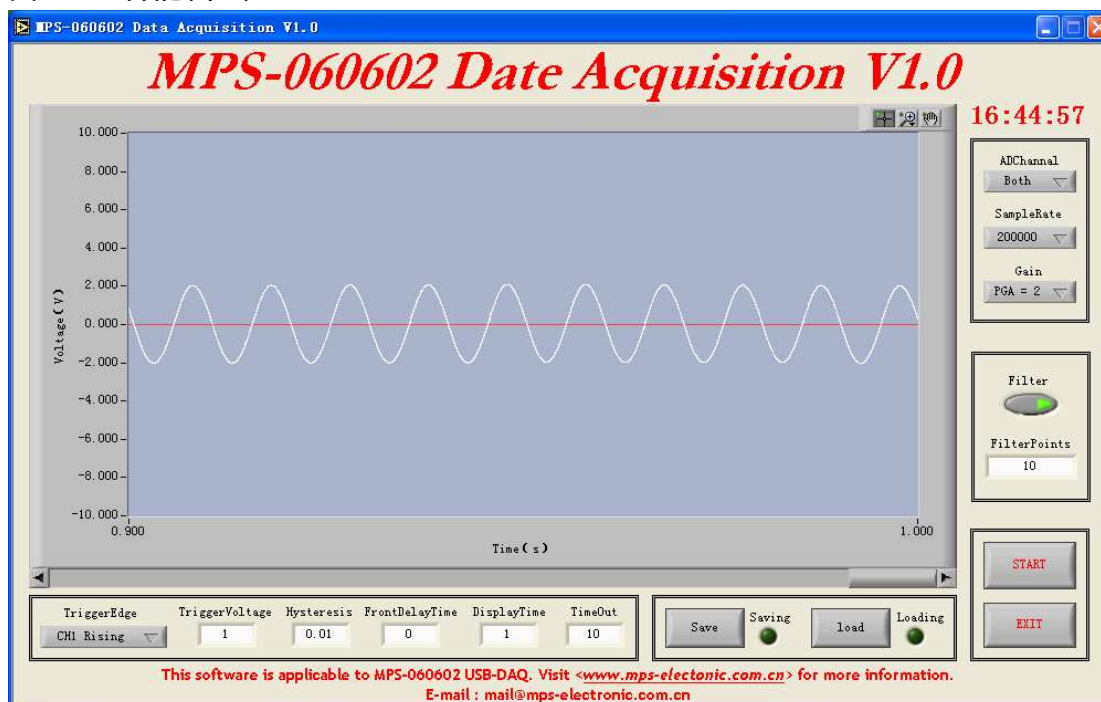 MPS-060602 Data Acquisition V1.0
MPS-060602 Date Acquisition V1.0
16:44:57
10.000
8.000
6.000
4.000
2.000
0.000
-2.000
-4.000
-6.000
-8.000
-10.000
Voltage(V)
0.900
1.000
Time(s)
ADChannal
Both
SampleRate
200000
Gain
PGA = 2
Filter
FilterPoints
10
START
EXIT
TriggerEdge TriggerVoltage Hysteresis FrontDelayTime DisplayTime TimeOut
CH1 Rising 1 0.01 0 1 10
Save Saving load Loading
This software is applicable to MPS-060602 USB-DAQ. Visit <www.mps-electonic.com.cn> for more information.
E-mail : mail@mps-electronic.com.cn